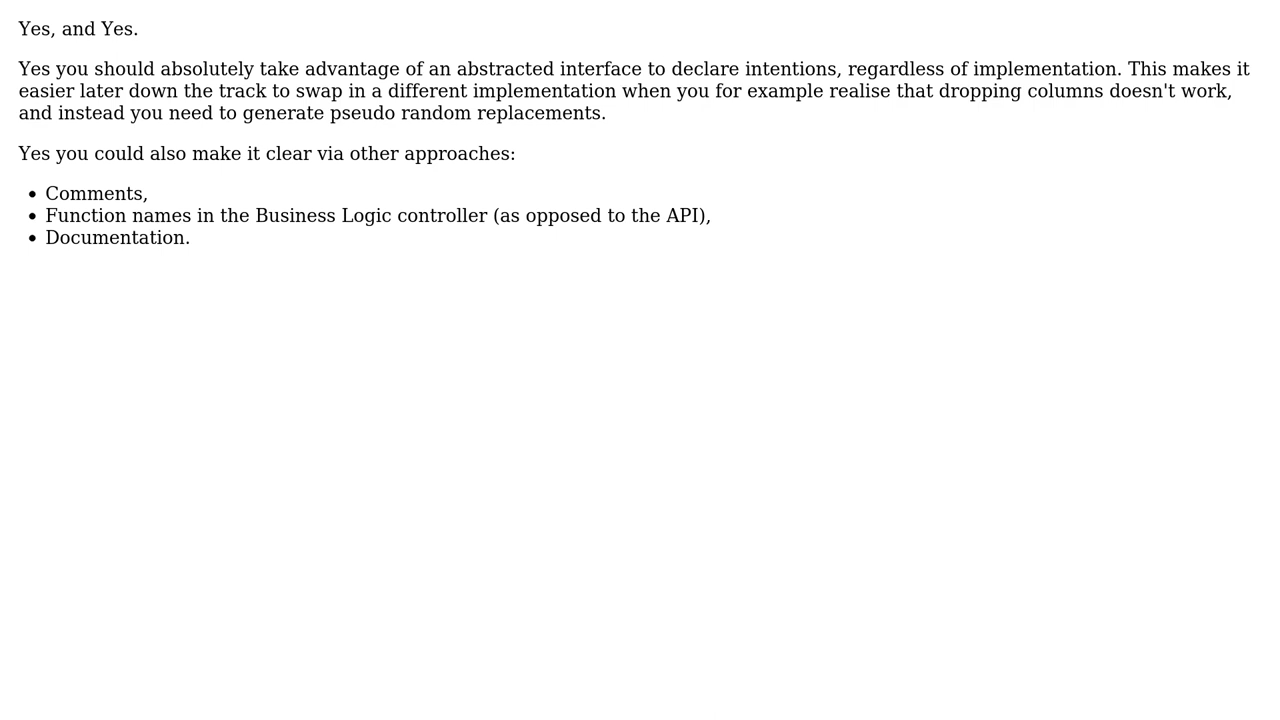 Yes, and Yes.
Yes you should absolutely take advantage of an abstracted interface to declare intentions, regardless of implementation. This makes it
easier later down the track to swap in a different implementation when you for example realise that dropping columns doesn't work,
and instead you need to generate pseudo random replacements.
Yes you could also make it clear via other approaches:
• Comments,
• Function names in the Business Logic controller (as opposed to the API),
• Documentation.